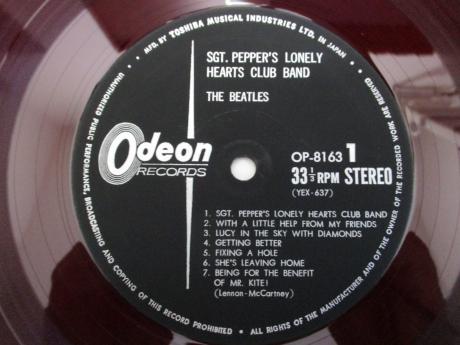 MFD. BY TOSHIBA MUSICAL INDUSTRIES LTD. IN JAPAN
SGT. PEPPER'S LONELY
HEARTS CLUB BAND
THE BEATLES
Odeon
RECORDS
OP-8163 1
33 1/3 RPM STEREO
(YEX-637)
1. SGT. PEPPER'S LONELY HEARTS CLUB BAND
2. WITH A LITTLE HELP FROM MY FRIENDS
3. LUCY IN THE SKY WITH DIAMONDS
4. GETTING BETTER
5. FIXING A HOLE
6. SHE'S LEAVING HOME
7. BEING FOR THE BENEFIT
OF MR. KITE!
(Lennon-McCartney)
UNAUTHORIZED PUBLIC PERFORMANCE, BROADCASTING AND COPYING OF THIS RECORD PROHIBITED • ALL RIGHTS OF THE MANUFACTURER AND OF THE OWNER OF THE RECORDED WORK ARE RESERVED.